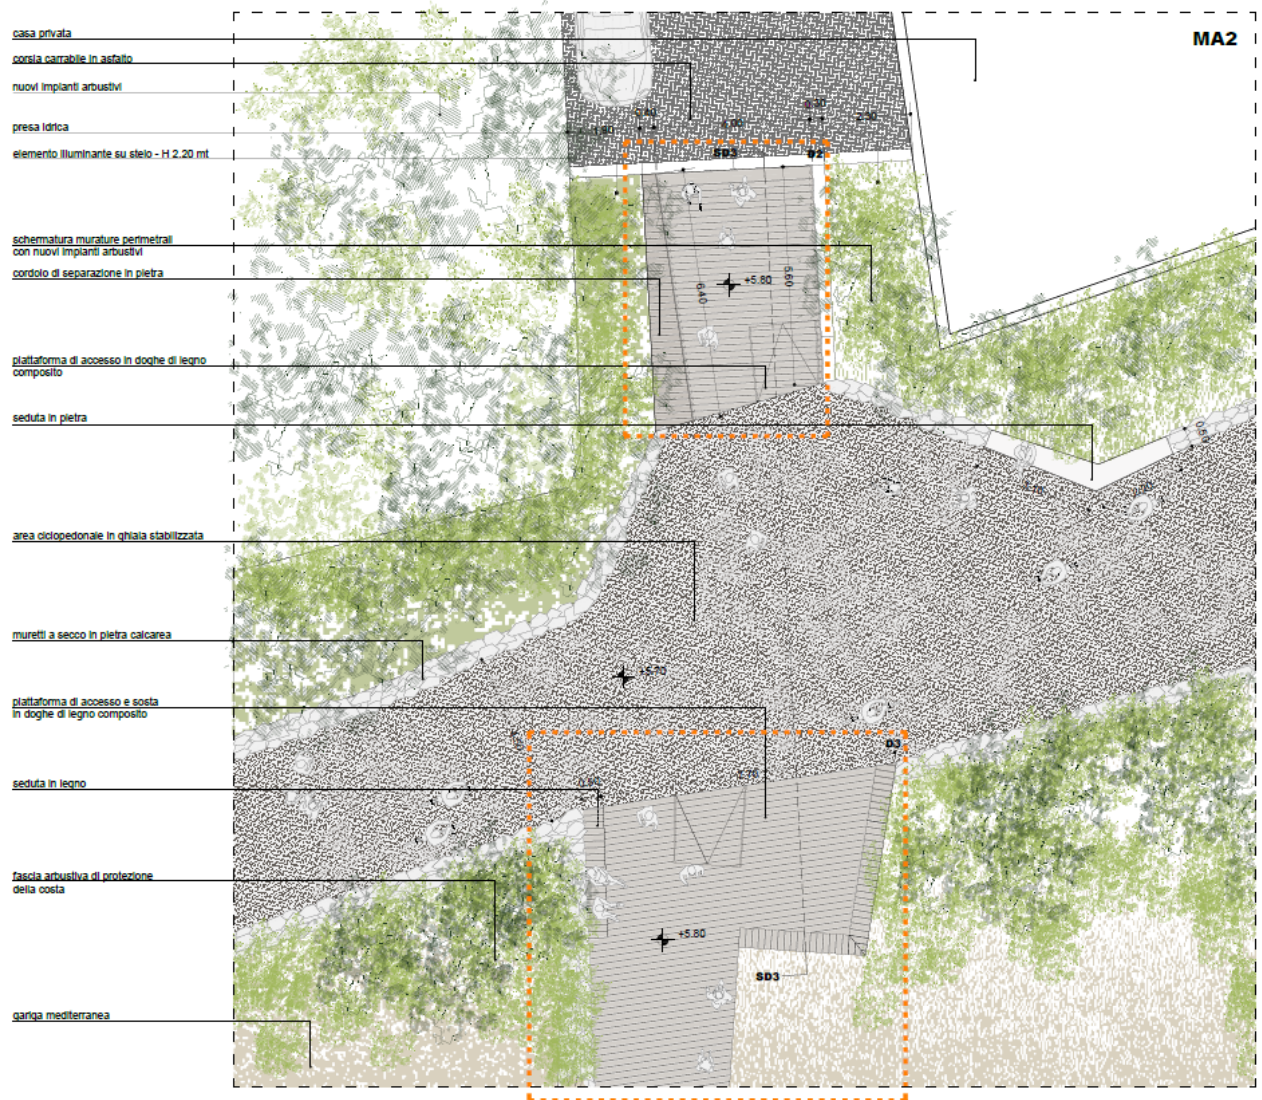 casa privata
MA2
corsia carrabile in asfalto
nuovi impianti arbustivi
presa idrica
elemento illuminante su stelo - H 2.20 mt
schermatura murature perimetrali
con nuovi impianti arbustivi
cordolo di separazione in pietra
piattaforma di accesso in doghe di legno
composito
seduta in pietra
area ciclopedonale in ghiaia stabilizzata
muretti a secco in pietra calcarea
piattaforma di accesso e sosta
in doghe di legno composito
seduta in legno
fascia arbustiva di protezione
della costa
gariga mediterranea
SD3
D2
2.30
+5.80
6.40
5.60
+5.70
D3
+5.80
SD3